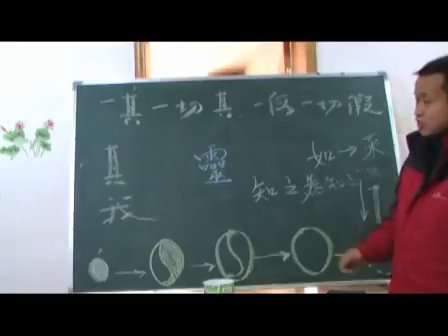 一真一切真 一假一切假
真我
靈
如→來
知之為知之